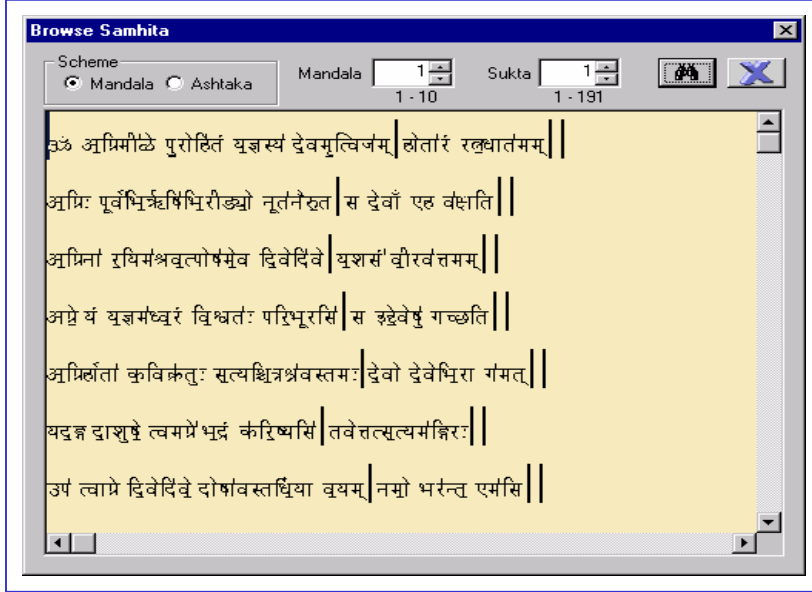 Browse Samhita
Scheme
Mandala Ashtaka Mandala 1 Sukta 1
1 - 10 1 - 191
ॐ अ॒ग्निमी॑ळे पु॒रोहि॑तं य॒ज्ञस्य॑ दे॒वमृ॒त्विज॑म्| होता॑रं रत्न॒धात॑मम्||
अ॒ग्निः पूर्वे॑भि॒र्ऋषि॑भि॒रीड्यो॒ नूत॑नैरु॒त| स दे॒वाँ एह व॑क्षति||
अ॒ग्निना॑ र॒यिम॑श्नव॒त्पोष॑मे॒व दि॒वेदि॑वे| य॒शसं॑ वी॒रव॑त्तमम्||
अग्ने॒ यं य॒ज्ञम॑ध्व॒रं वि॒श्वतः॑ परि॒भूरसि॑| स इद्दे॒वेषु॑ गच्छति||
अ॒ग्निर्होता॑ क॒विक्र॑तुः स॒त्यश्चि॒त्रश्र॑वस्तमः| दे॒वो दे॒वेभि॒रा ग॑मत्||
यद॒ङ्ग दा॒शुषे॒ त्वमग्ने॑ भ॒द्रं क॑रि॒ष्यसि॑| तवेत्तत्स॒त्यम॑ङ्गिरः||
उप॑ त्वाग्ने दि॒वेदि॑वे॒ दोषा॑वस्तर्धि॒या व॒यम्| नमो॒ भर॑न्त॒ एम॑सि||